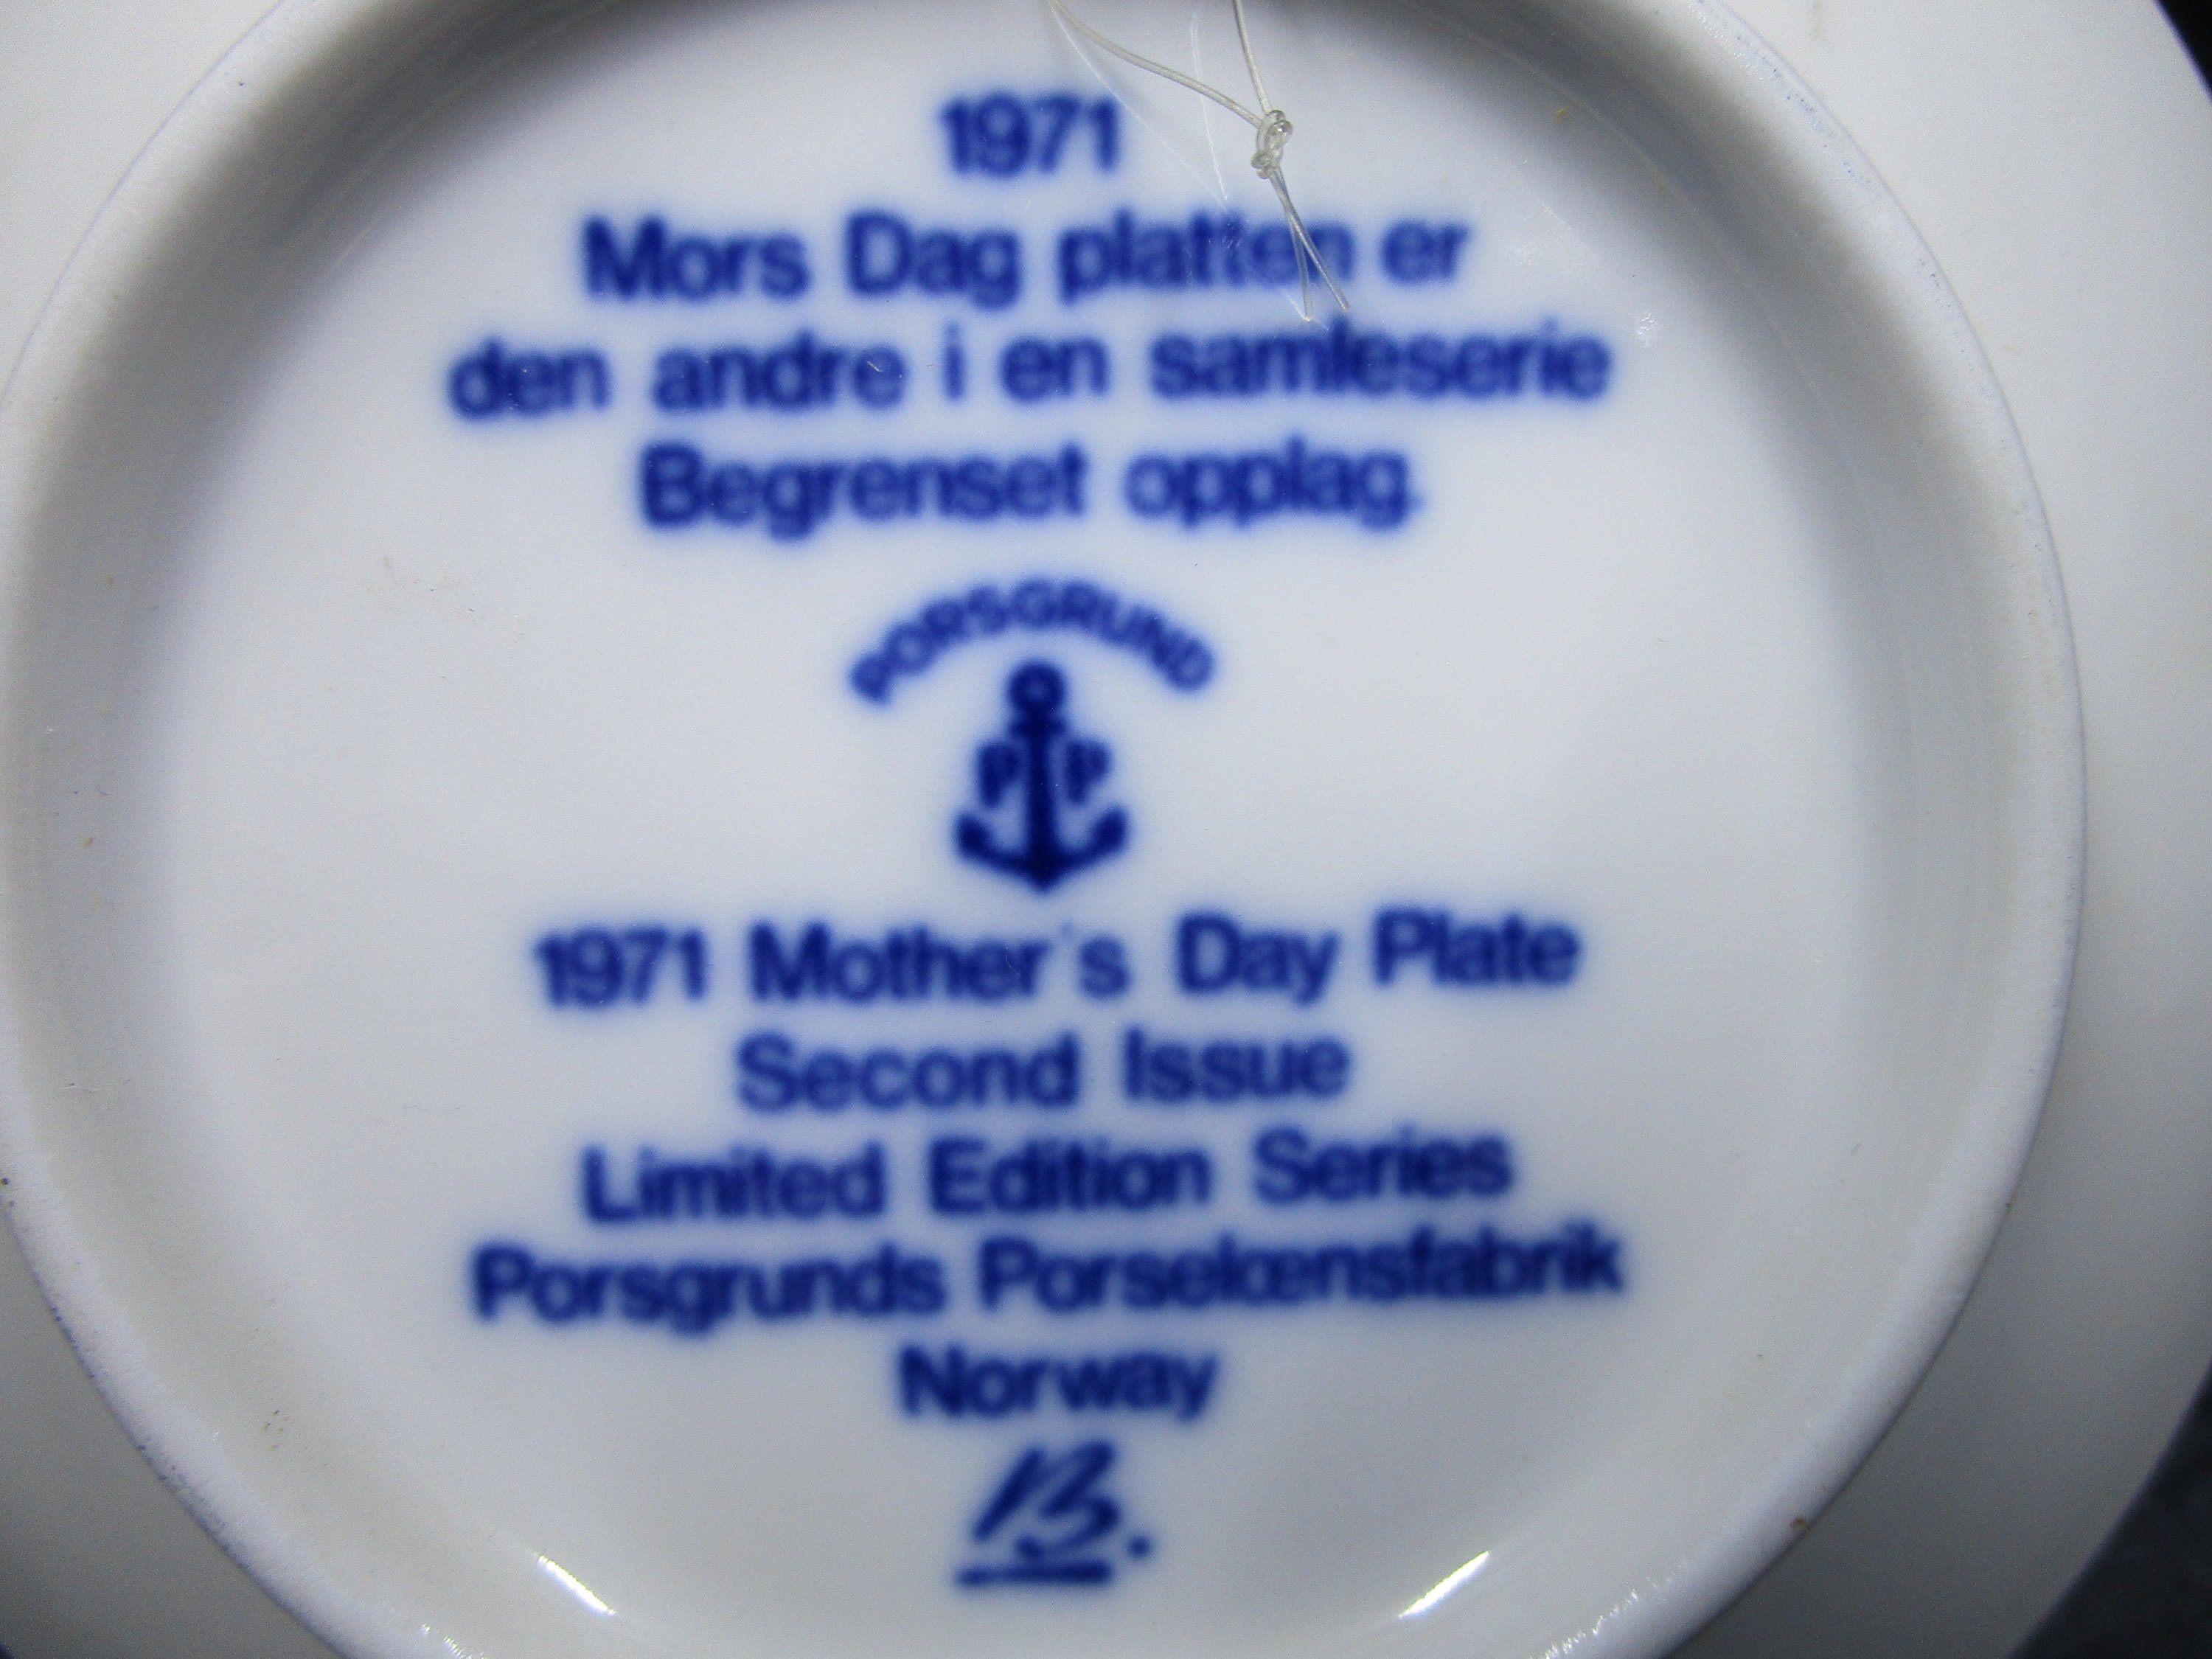 1971
Mors Dag platten er
den andre i en samleserie
Begrenset opplag.
PORSGRUND
P P
1971 Mother's Day Plate
Second Issue
Limited Edition Series
Porsgrunds Porselænsfabrik
Norway
13.